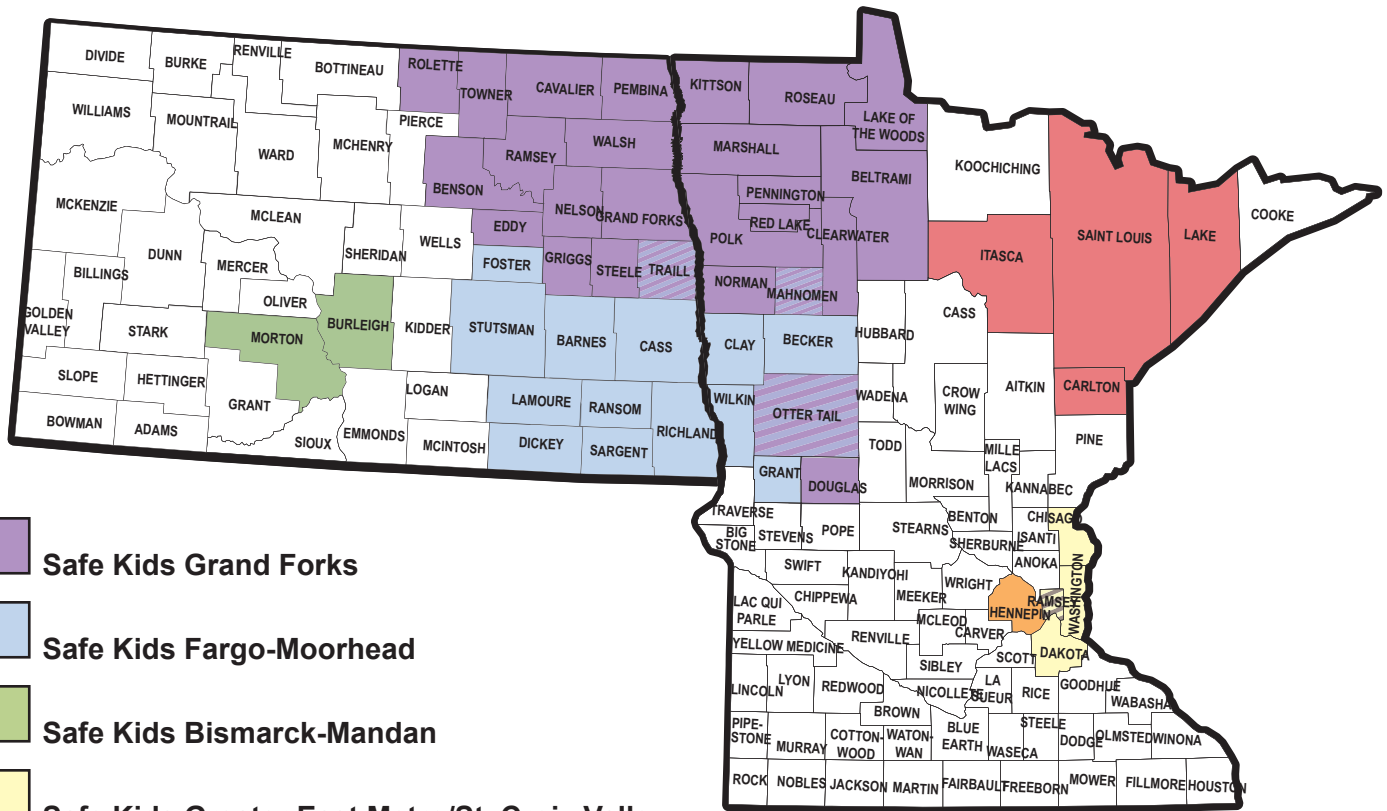 DIVIDE
BURKE
RENVILLE
BOTTINEAU
ROLETTE
TOWNER
CAVALIER
PEMBINA
WILLIAMS
MOUNTRAIL
WARD
MCHENRY
PIERCE
RAMSEY
WALSH
BENSON
MCKENZIE
MCLEAN
NELSON
GRAND FORKS
EDDY
DUNN
MERCER
SHERIDAN
WELLS
FOSTER
GRIGGS
STEELE
TRAILL
BILLINGS
OLIVER
GOLDEN
VALLEY
STARK
MORTON
BURLEIGH
KIDDER
STUTSMAN
BARNES
CASS
SLOPE
HETTINGER
GRANT
LOGAN
LAMOURE
RANSOM
RICHLAND
BOWMAN
ADAMS
SIOUX
EMMONDS
MCINTOSH
DICKEY
SARGENT
KITTSON
ROSEAU
LAKE OF
THE WOODS
MARSHALL
BELTRAMI
KOOCHICHING
PENNINGTON
RED LAKE
POLK
CLEARWATER
ITASCA
SAINT LOUIS
LAKE
COOKE
NORMAN
MAHNOMEN
CLAY
BECKER
HUBBARD
CASS
WILKIN
OTTER TAIL
WADENA
CROW
WING
AITKIN
CARLTON
TODD
PINE
MILLE
LACS
GRANT
DOUGLAS
MORRISON
KANNABEC
TRAVERSE
BIG
STONE
STEVENS
POPE
STEARNS
BENTON
CHISAGO
ISANTI
SHERBURNE
ANOKA
SWIFT
KANDIYOHI
MEEKER
WRIGHT
WASHINGTON
RAMSEY
HENNEPIN
LAC QUI
PARLE
CHIPPEWA
MCLEOD
CARVER
YELLOW MEDICINE
RENVILLE
SIBLEY
SCOTT
DAKOTA
LINCOLN
LYON
REDWOOD
NICOLLETE
LA
SUEUR
RICE
GOODHUE
WABASHA
BROWN
PIPE-
STONE
MURRAY
COTTON-
WOOD
WATON-
WAN
BLUE
EARTH
WASECA
STEELE
DODGE
OLMSTED
WINONA
ROCK
NOBLES
JACKSON
MARTIN
FAIRBAULT
FREEBORN
MOWER
FILLMORE
HOUSTON
Safe Kids Grand Forks
Safe Kids Fargo-Moorhead
Safe Kids Bismarck-Mandan